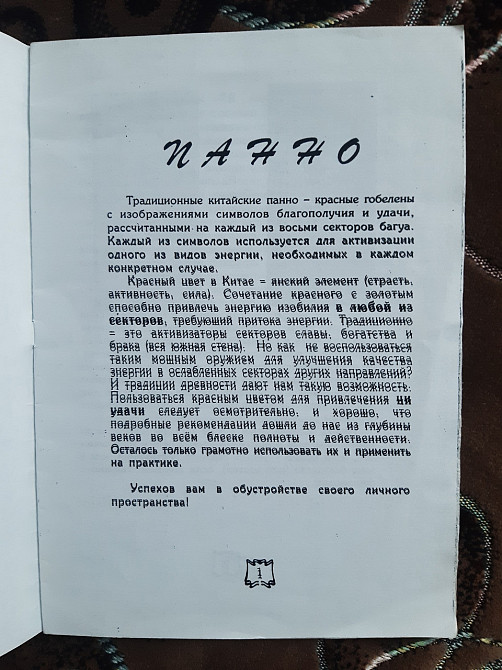 ПАННО
Традиционные китайские панно – красные гобелены
с изображениями символов благополучия и удачи,
рассчитанными на каждый из восьми секторов багуа.
Каждый из символов используется для активизации
одного из видов энергии, необходимых в каждом
конкретном случае.
Красный цвет в Китае = янский элемент (страсть,
активность, сила). Сочетание красного с золотым
способно привлечь энергию изобилия в любой из
секторов, требующий притока энергии. Традиционно
= это активизаторы секторов славы, богатства и
брака (вся южная стена). Но как не воспользоваться
таким мощным оружием для улучшения качества
энергии в ослабленных секторах других направлений?
И традиции древности дают нам такую возможность.
Пользоваться красным цветом для привлечения ци
удачи следует осмотрительно, и хорошо, что
подобные рекомендации дошли до нас из глубины
веков во всём блеске полноты и действенности.
Осталось только грамотно использовать их и применить
на практике.
Успехов вам в обустройстве своего личного
пространства!
1